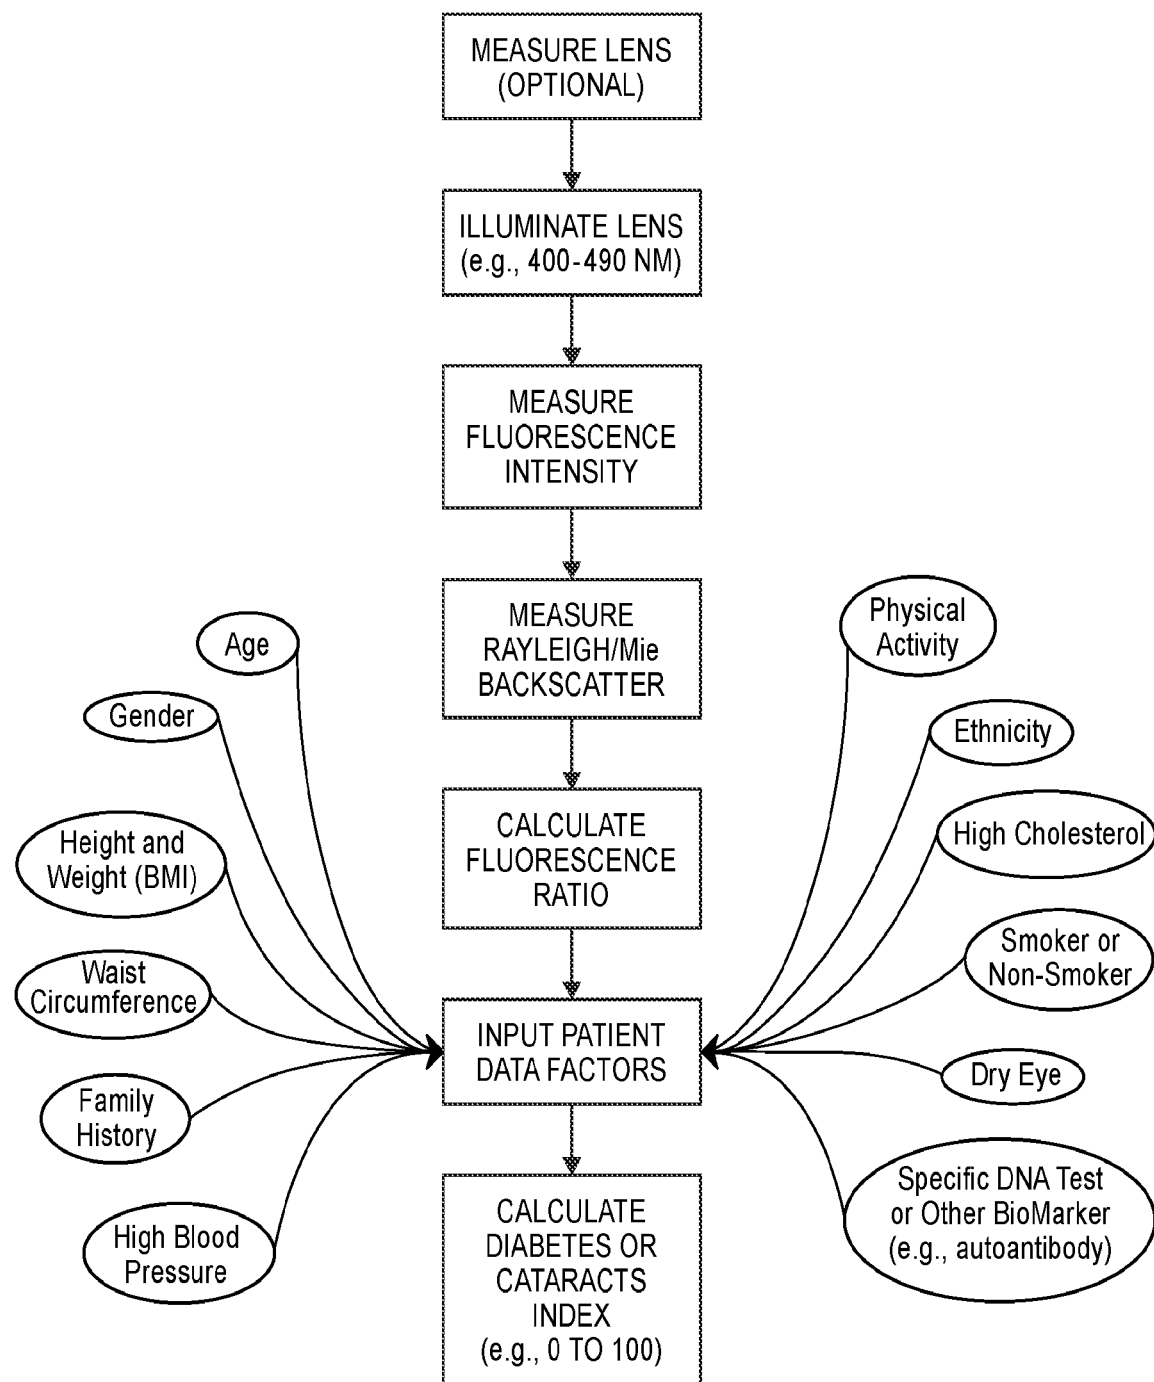 MEASURE LENS
(OPTIONAL)
ILLUMINATE LENS
(e.g., 400-490 NM)
MEASURE
FLUORESCENCE
INTENSITY
MEASURE
RAYLEIGH/Mie
BACKSCATTER
CALCULATE
FLUORESCENCE
RATIO
INPUT PATIENT
DATA FACTORS
CALCULATE
DIABETES OR
CATARACTS
INDEX
(e.g., 0 TO 100)
Age
Gender
Height and
Weight (BMI)
Waist
Circumference
Family
History
High Blood
Pressure
Physical
Activity
Ethnicity
High Cholesterol
Smoker or
Non-Smoker
Dry Eye
Specific DNA Test
or Other BioMarker
(e.g., autoantibody)